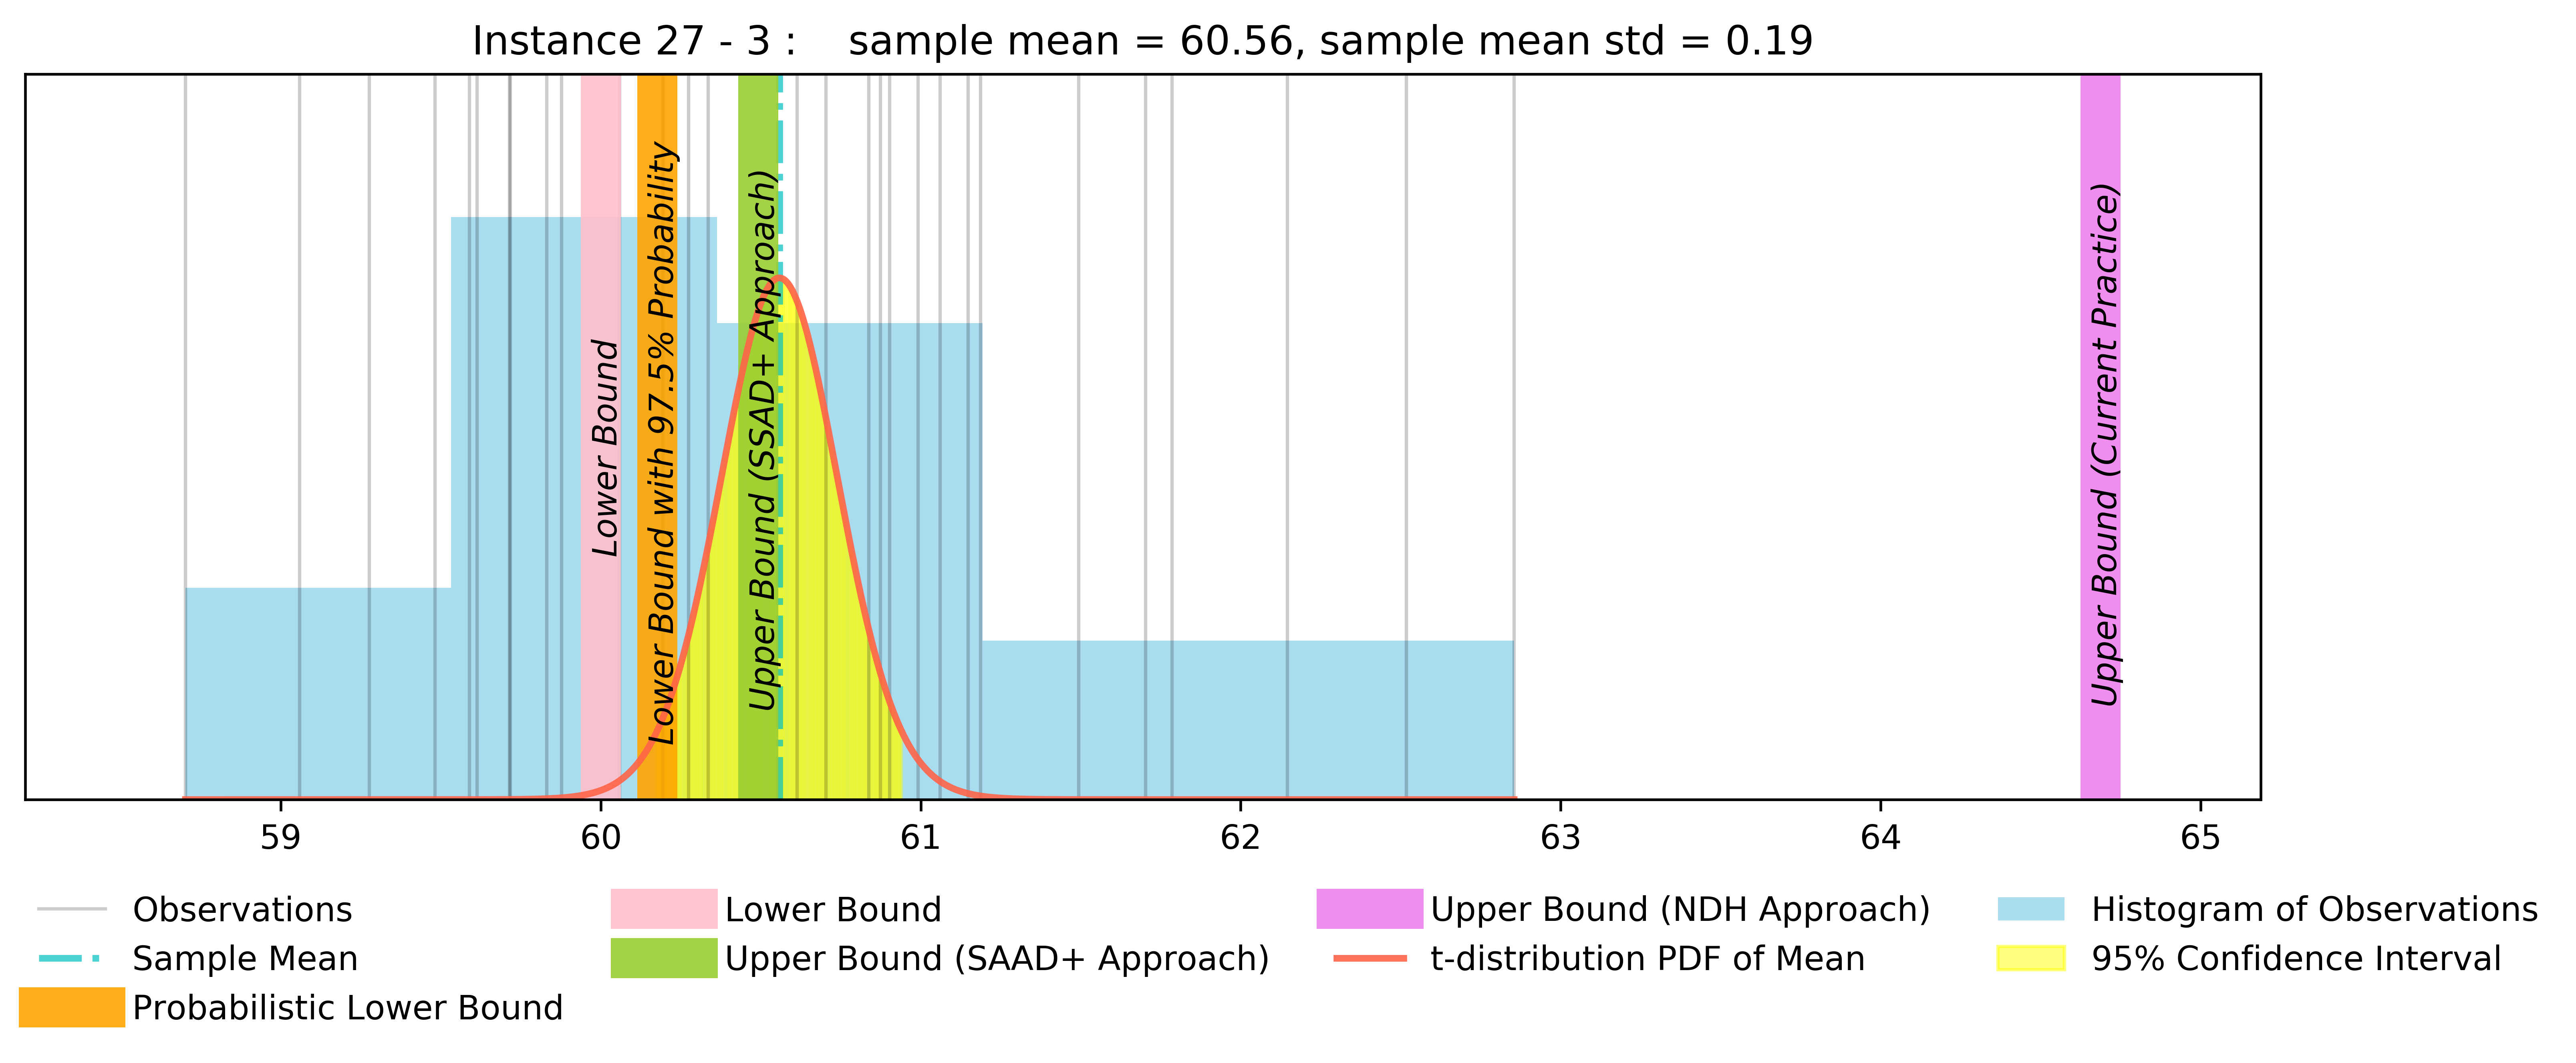 Instance 27 - 3 :    sample mean = 60.56, sample mean std = 0.19
Lower Bound
Lower Bound with 97.5% Probability
Upper Bound (SSAD+ Approach)
Upper Bound (Current Practice)
59 60 61 62 63 64 65
Observations
Sample Mean
Probabilistic Lower Bound
Lower Bound
Upper Bound (SAAD+ Approach)
Upper Bound (NDH Approach)
t-distribution PDF of Mean
Histogram of Observations
95% Confidence Interval